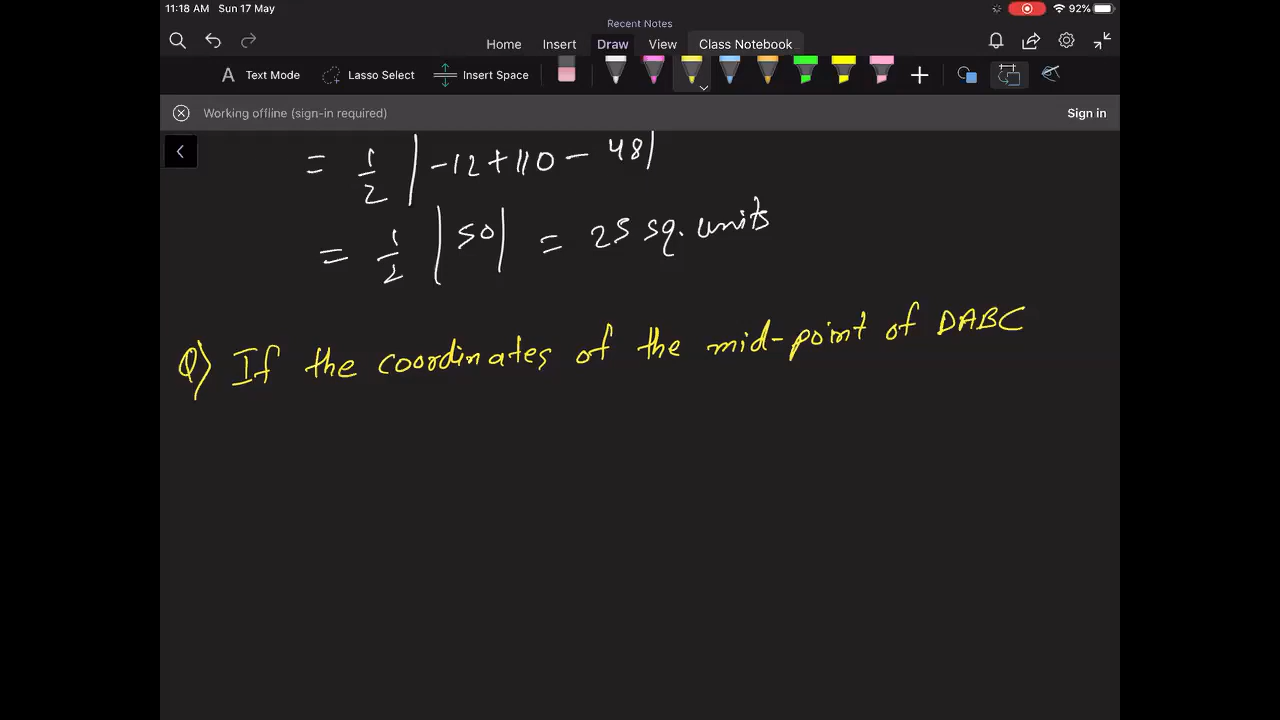 11:18 AM Sun 17 May
92%
Recent Notes
Home Insert Draw View Class Notebook
A Text Mode Lasso Select Insert Space
Working offline (sign-in required) Sign in
= 1/2 |-12+110-48|
= 1/2 |50| = 25 sq. units
Q) If the coordinates of the mid-point of DABC